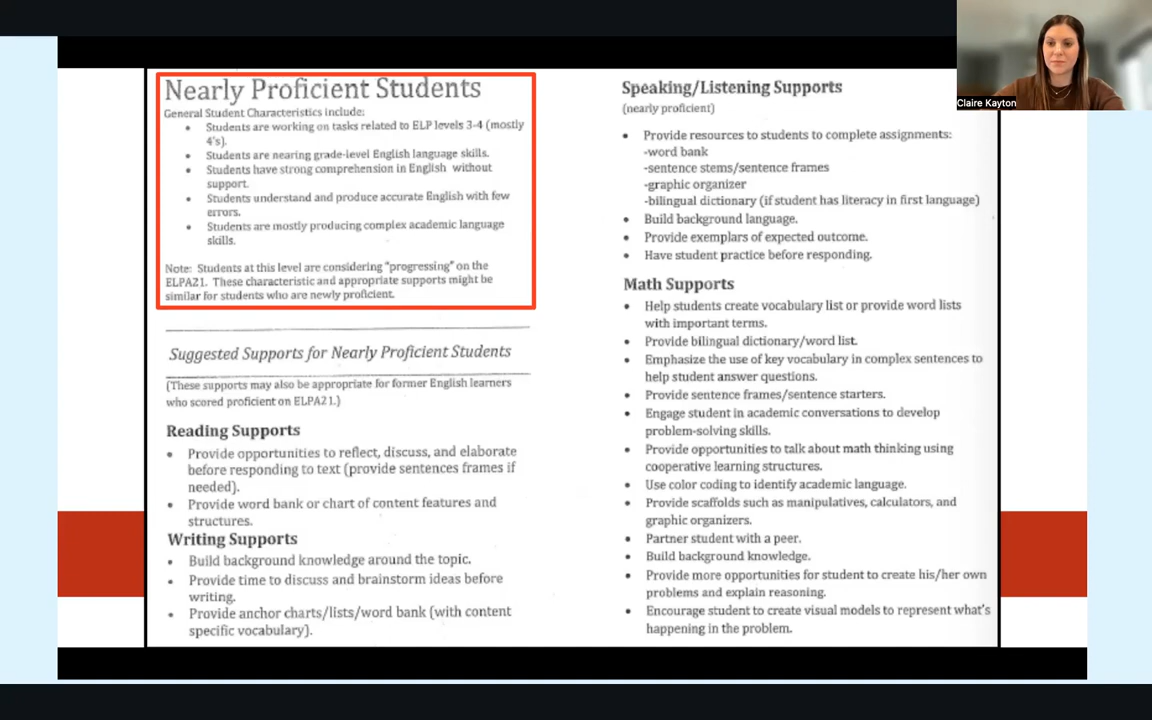 Nearly Proficient Students
General Student Characteristics include:
• Students are working on tasks related to ELP levels 3-4 (mostly
4's).
• Students are nearing grade-level English language skills.
• Students have strong comprehension in English without
support.
• Students understand and produce accurate English with few
errors.
• Students are mostly producing complex academic language
skills.
Note: Students at this level are considering "progressing" on the
ELPA21. These characteristic and appropriate supports might be
similar for students who are newly proficient.
Suggested Supports for Nearly Proficient Students
(These supports may also be appropriate for former English learners
who scored proficient on ELPA21.)
Reading Supports
• Provide opportunities to reflect, discuss, and elaborate
before responding to text (provide sentences frames if
needed).
• Provide word bank or chart of content features and
structures.
Writing Supports
• Build background knowledge around the topic.
• Provide time to discuss and brainstorm ideas before
writing.
• Provide anchor charts/lists/word bank (with content
specific vocabulary).
Speaking/Listening Supports
(nearly proficient)
• Provide resources to students to complete assignments:
-word bank
-sentence stems/sentence frames
-graphic organizer
-bilingual dictionary (if student has literacy in first language)
• Build background language.
• Provide exemplars of expected outcome.
• Have student practice before responding.
Math Supports
• Help students create vocabulary list or provide word lists
with important terms.
• Provide bilingual dictionary/word list.
• Emphasize the use of key vocabulary in complex sentences to
help student answer questions.
• Provide sentence frames/sentence starters.
• Engage student in academic conversations to develop
problem-solving skills.
• Provide opportunities to talk about math thinking using
cooperative learning structures.
• Use color coding to identify academic language.
• Provide scaffolds such as manipulatives, calculators, and
graphic organizers.
• Partner student with a peer.
• Build background knowledge.
• Provide more opportunities for student to create his/her own
problems and explain reasoning.
• Encourage student to create visual models to represent what's
happening in the problem.
Claire Kayton